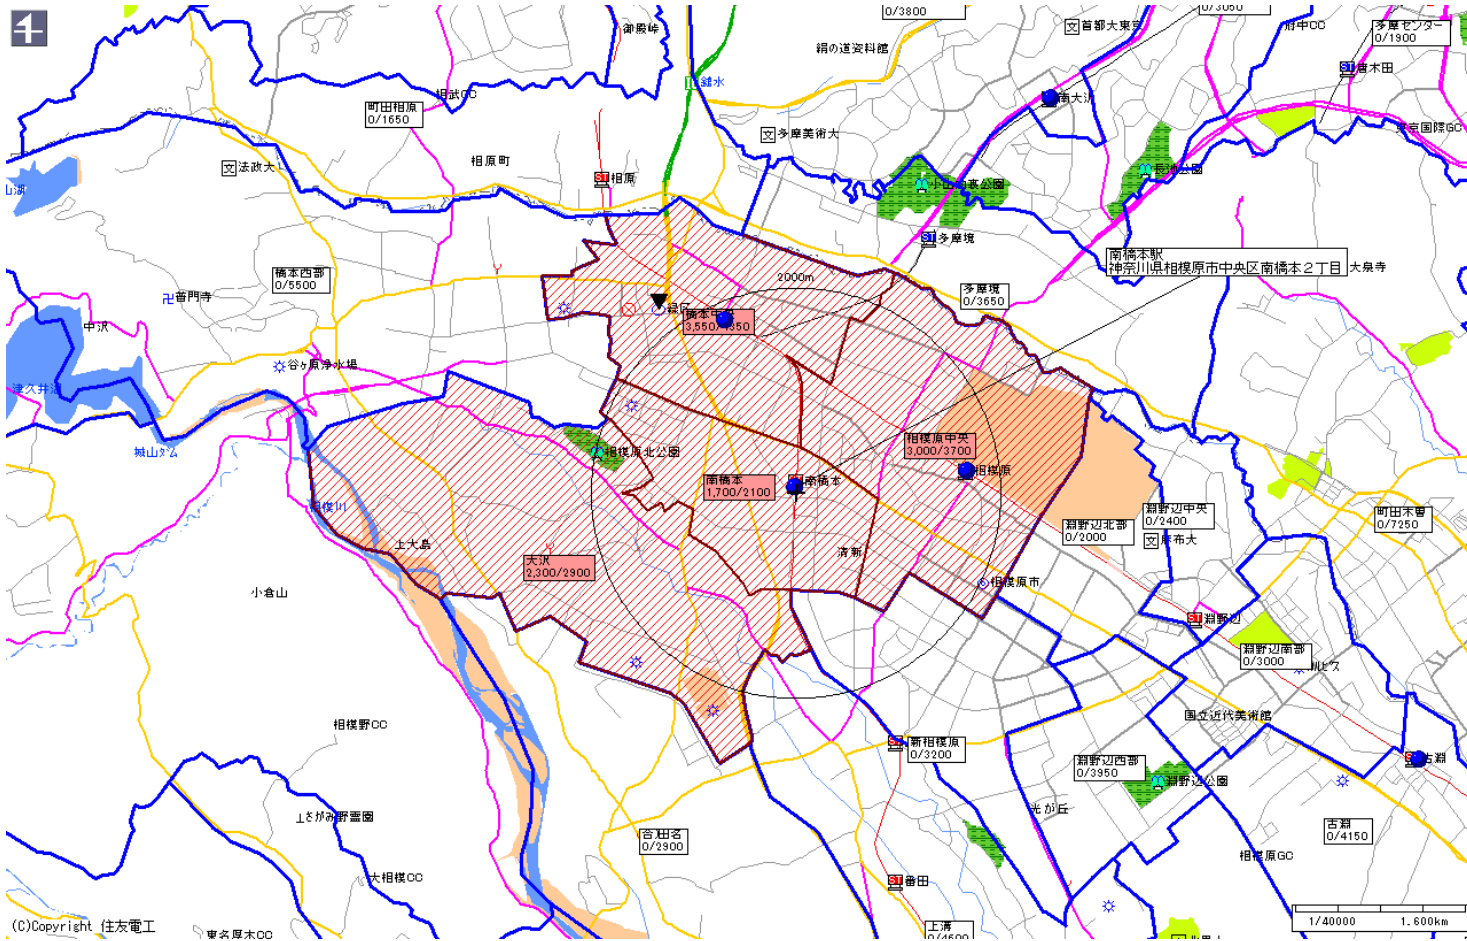 0/3800
0/3050
御殿峠
絹の道資料館
首都大東京
府中CC
多摩センター
0/1900
唐木田
鑓水
相武CC
町田相原
0/1650
南大沢
多摩美術大
東京国際GC
相原町
法政大
相原
長池公園
小山内裏公園
多摩境
南橋本駅
神奈川県相模原市中央区南橋本2丁目
大泉寺
橋本西部
0/5500
2000m
普門寺
多摩境
0/3650
緑区
橋本中央
3,550/4350
中沢
谷ヶ原浄水場
津久井湖
城山ダム
相模原北公園
相模原中央
3,000/3700
相模原
南橋本
1,700/2100
南橋本
相模川
淵野辺中央
0/2400
町田木曽
0/7250
淵野辺北部
0/2000
麻布大
上大島
清新
大沢
2,300/2900
相模原市
小倉山
淵野辺
淵野辺南部
0/3000
国立近代美術館
相模野CC
新相模原
0/3200
淵野辺西部
0/3950
古淵
淵野辺公園
さがみ野霊園
光が丘
古淵
0/4150
0/2900
相模原GC
大相模CC
番田
(C)Copyright 住友電工
東名厚木CC
上溝
0/4600
1/40000
1.600km